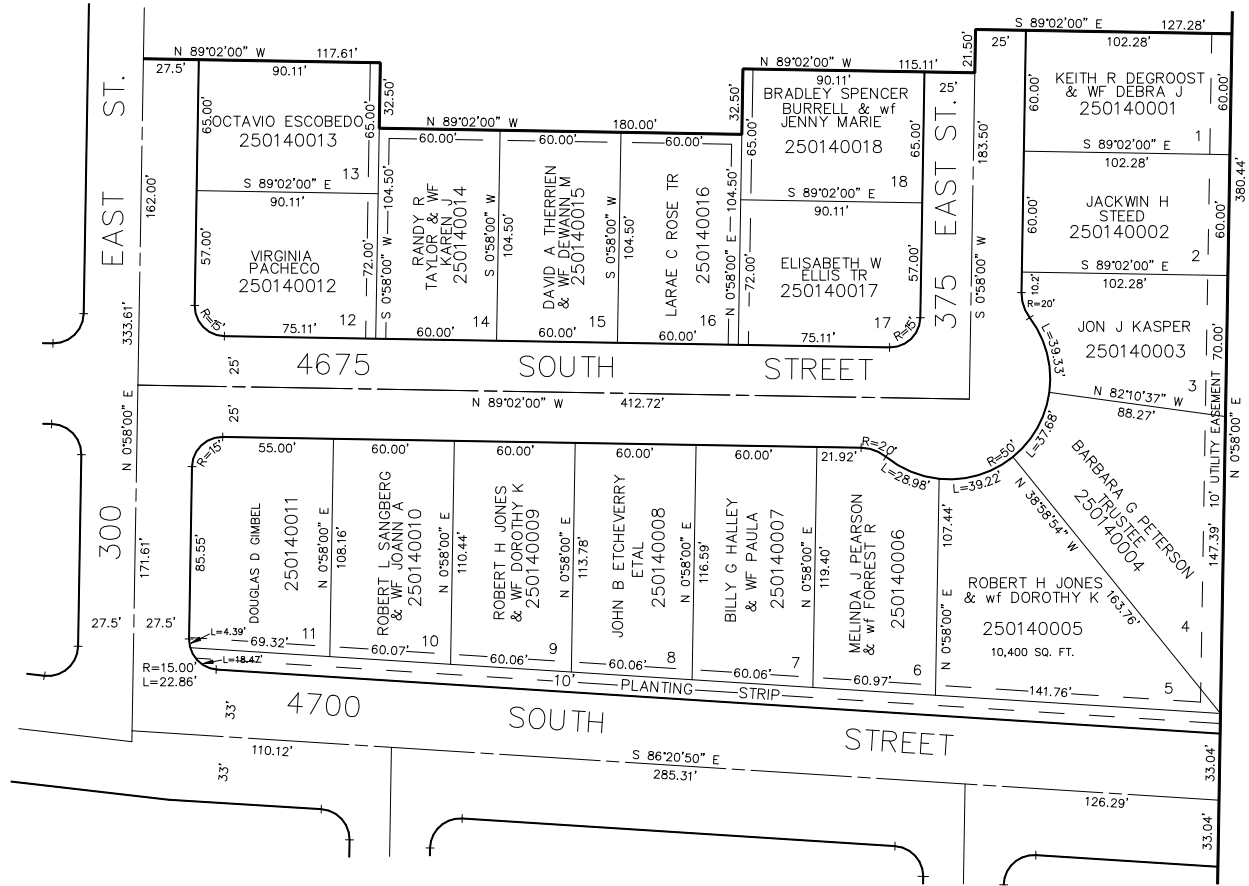 S 89°02'00" E 127.28'
25'
102.28'
21.50'
N 89°02'00" W 117.61'
27.5'
90.11'
N 89°02'00" W 115.11'
90.11'
25'
KEITH R DEGROOST
& WF DEBRA J
250140001
1
60.00'
60.00'
S 89°02'00" E
102.28'
JACKWIN H
STEED
250140002
2
60.00'
60.00'
S 89°02'00" E
102.28'
10.2'
R=20'
JON J KASPER
250140003
3
70.00'
L=39.33'
N 82°10'37" W
88.27'
380.44'
N 0°58'00" E
10' UTILITY EASEMENT
147.39'
OCTAVIO ESCOBEDO
250140013
13
65.00'
65.00'
32.50'
S 89°02'00" E
90.11'
VIRGINIA
PACHECO
250140012
12
57.00'
72.00'
R=15'
75.11'
N 89°02'00" W 180.00'
60.00'
60.00'
60.00'
S 0°58'00" W
104.50'
RANDY R
TAYLOR & WF
KAREN J
250140014
14
60.00'
S 0°58'00" W
104.50'
DAVID A THERRIEN
& WF DEWANN M
250140015
15
60.00'
S 0°58'00" W
104.50'
LARAE C ROSE TR
250140016
16
60.00'
N 0°58'00" E
104.50'
32.50'
BRADLEY SPENCER
BURRELL & wf
JENNY MARIE
250140018
18
65.00'
65.00'
S 89°02'00" E
90.11'
ELISABETH W
ELLIS TR
250140017
17
72.00'
57.00'
75.11'
R=15'
375 EAST ST.
183.50'
S 0°58'00" W
300 EAST ST.
162.00'
333.61'
N 0°58'00" E
171.61'
27.5'
27.5'
4675 SOUTH STREET
25'
25'
N 89°02'00" W 412.72'
R=15'
55.00'
60.00'
60.00'
60.00'
60.00'
21.92'
R=20'
L=28.98'
L=39.22'
R=50'
L=37.68'
85.55'
DOUGLAS D GIMBEL
250140011
11
N 0°58'00" E
108.16'
L=4.39'
69.32'
L=18.47'
R=15.00'
L=22.86'
ROBERT L SANGBERG
& WF JOANN A
250140010
10
60.07'
N 0°58'00" E
110.44'
ROBERT H JONES
& WF DOROTHY K
250140009
9
60.06'
N 0°58'00" E
113.78'
JOHN B ETCHEVERRY
ETAL
250140008
8
60.06'
N 0°58'00" E
116.59'
BILLY G HALLEY
& WF PAULA
250140007
7
60.06'
N 0°58'00" E
119.40'
MELINDA J PEARSON
& wf FORREST R
250140006
6
60.97'
N 0°58'00" E
107.44'
ROBERT H JONES
& wf DOROTHY K
250140005
10,400 SQ. FT.
5
141.76'
N 38°58'54" W
163.76'
BARBARA G PETERSON
TRUSTEE
250140004
4
10' PLANTING STRIP
4700 SOUTH STREET
33'
33'
110.12'
S 86°20'50" E
285.31'
126.29'
33.04'
33.04'